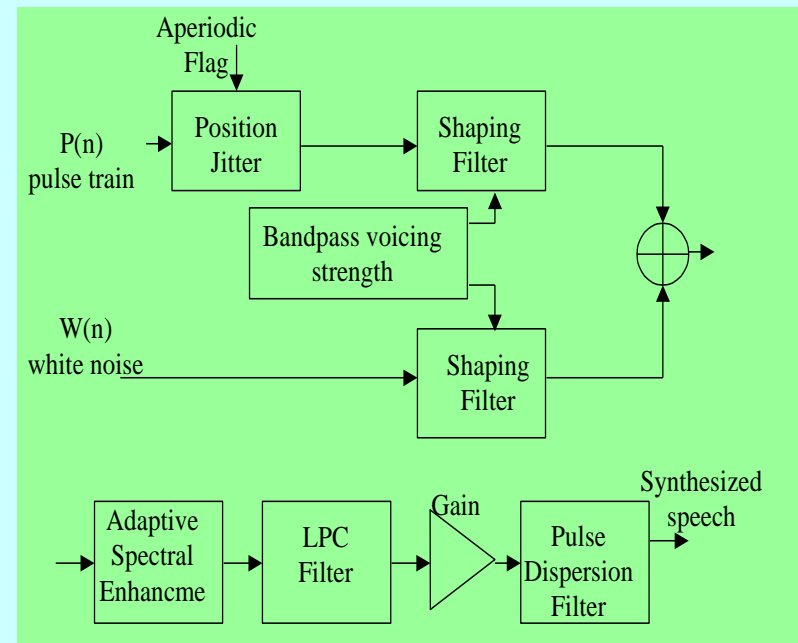 Aperiodic
Flag
P(n)
pulse train
Position
Jitter
Shaping
Filter
Bandpass voicing
strength
W(n)
white noise
Shaping
Filter
Adaptive
Spectral
Enhancme
LPC
Filter
Gain
Pulse
Dispersion
Filter
Synthesized
speech